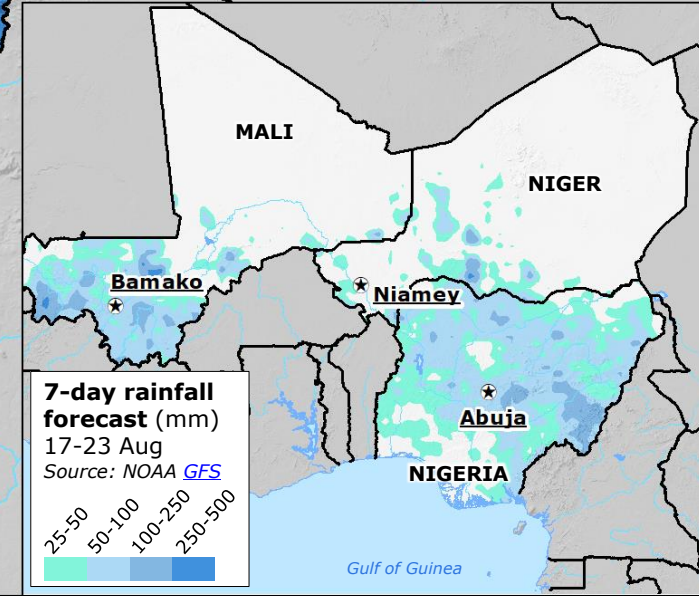 MALI
NIGER
Bamako
Niamey
Abuja
NIGERIA
Gulf of Guinea
7-day rainfall
forecast (mm)
17-23 Aug
Source: NOAA GFS
25-50
50-100
100-250
250-500